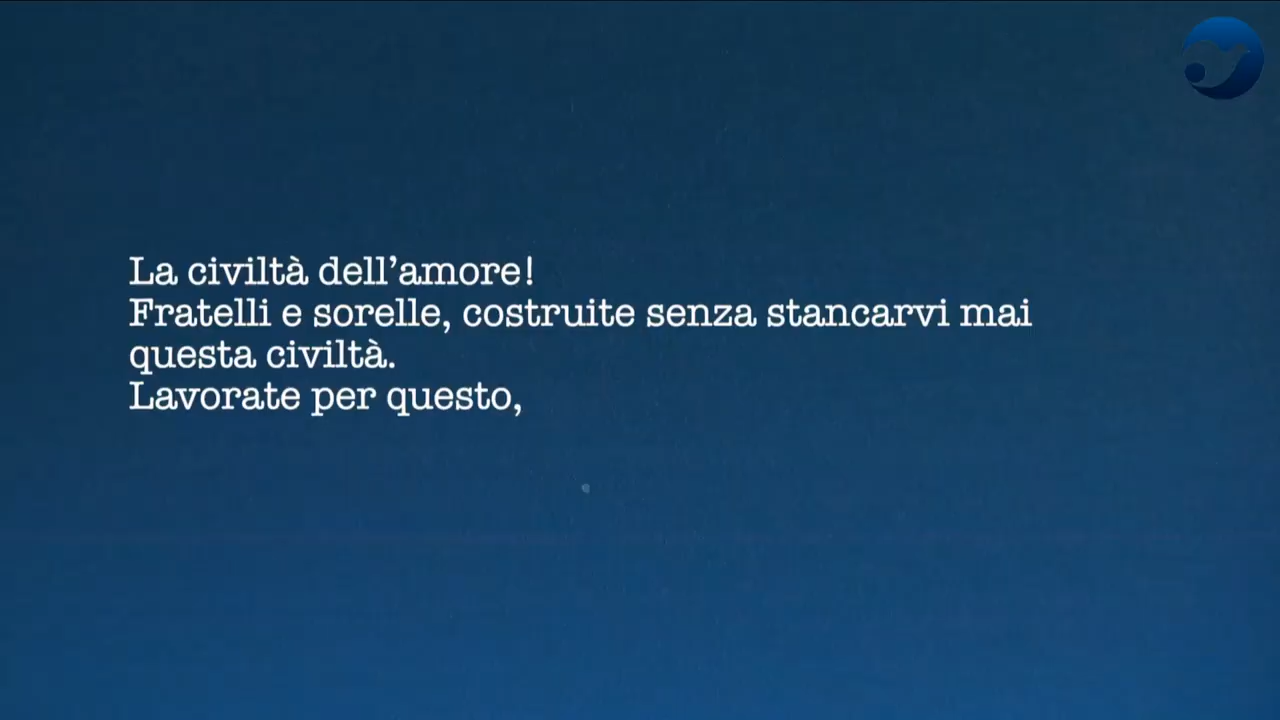 La civiltà dell’amore!
Fratelli e sorelle, costruite senza stancarvi mai
questa civiltà.
Lavorate per questo,